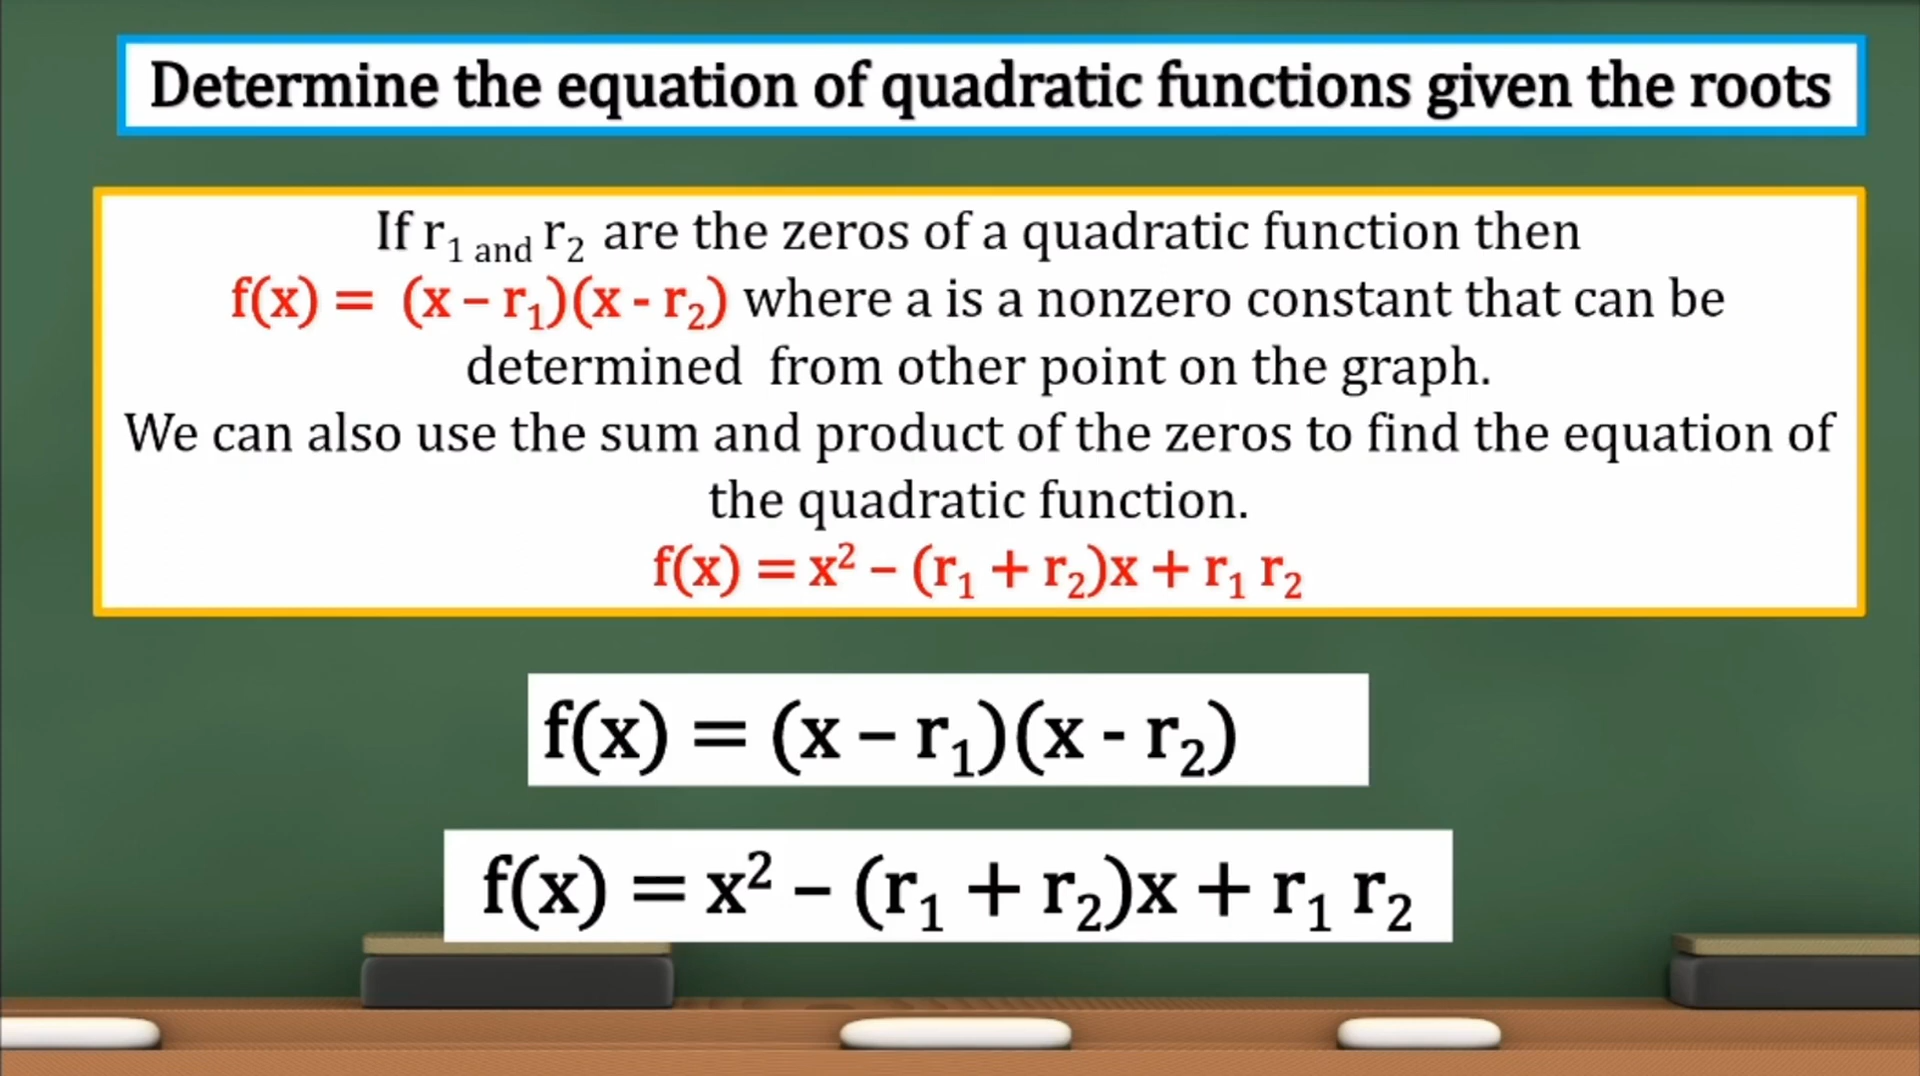 Determine the equation of quadratic functions given the roots
If r₁ and r₂ are the zeros of a quadratic function then
f(x) = (x – r₁)(x - r₂) where a is a nonzero constant that can be
determined from other point on the graph.
We can also use the sum and product of the zeros to find the equation of
the quadratic function.
f(x) = x² – (r₁ + r₂)x + r₁ r₂
f(x) = (x – r₁)(x - r₂)
f(x) = x² – (r₁ + r₂)x + r₁ r₂